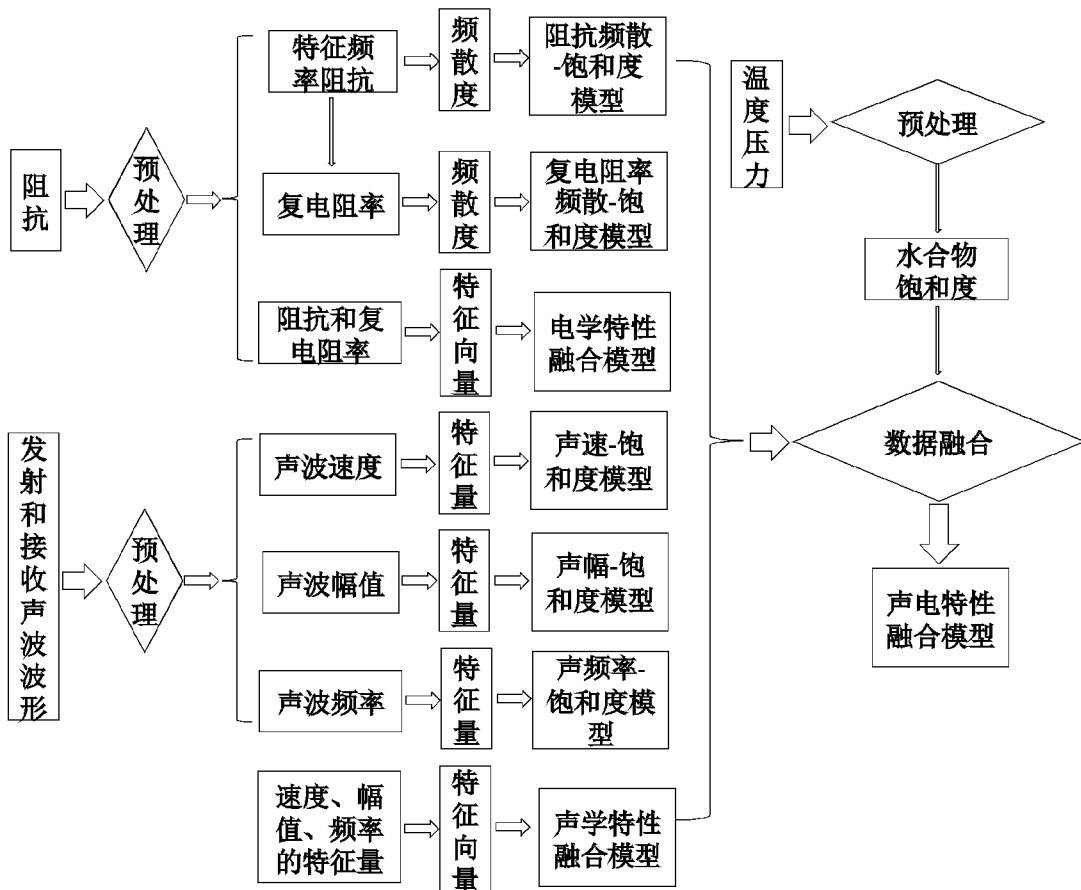 阻抗
预处理
特征频
率阻抗
频散度
阻抗频散
-饱和度
模型
复电阻率
频散度
复电阻率
频散-饱
和度模型
阻抗和复
电阻率
特征向量
电学特性
融合模型
发射和接收声波波形
预处理
声波速度
特征量
声速-饱
和度模型
声波幅值
特征量
声幅-饱
和度模型
声波频率
特征量
声频率-
饱和度模
型
速度、幅
值、频率
的特征量
特征向量
声学特性
融合模型
温度压力
预处理
水合物
饱和度
数据融合
声电特性
融合模型